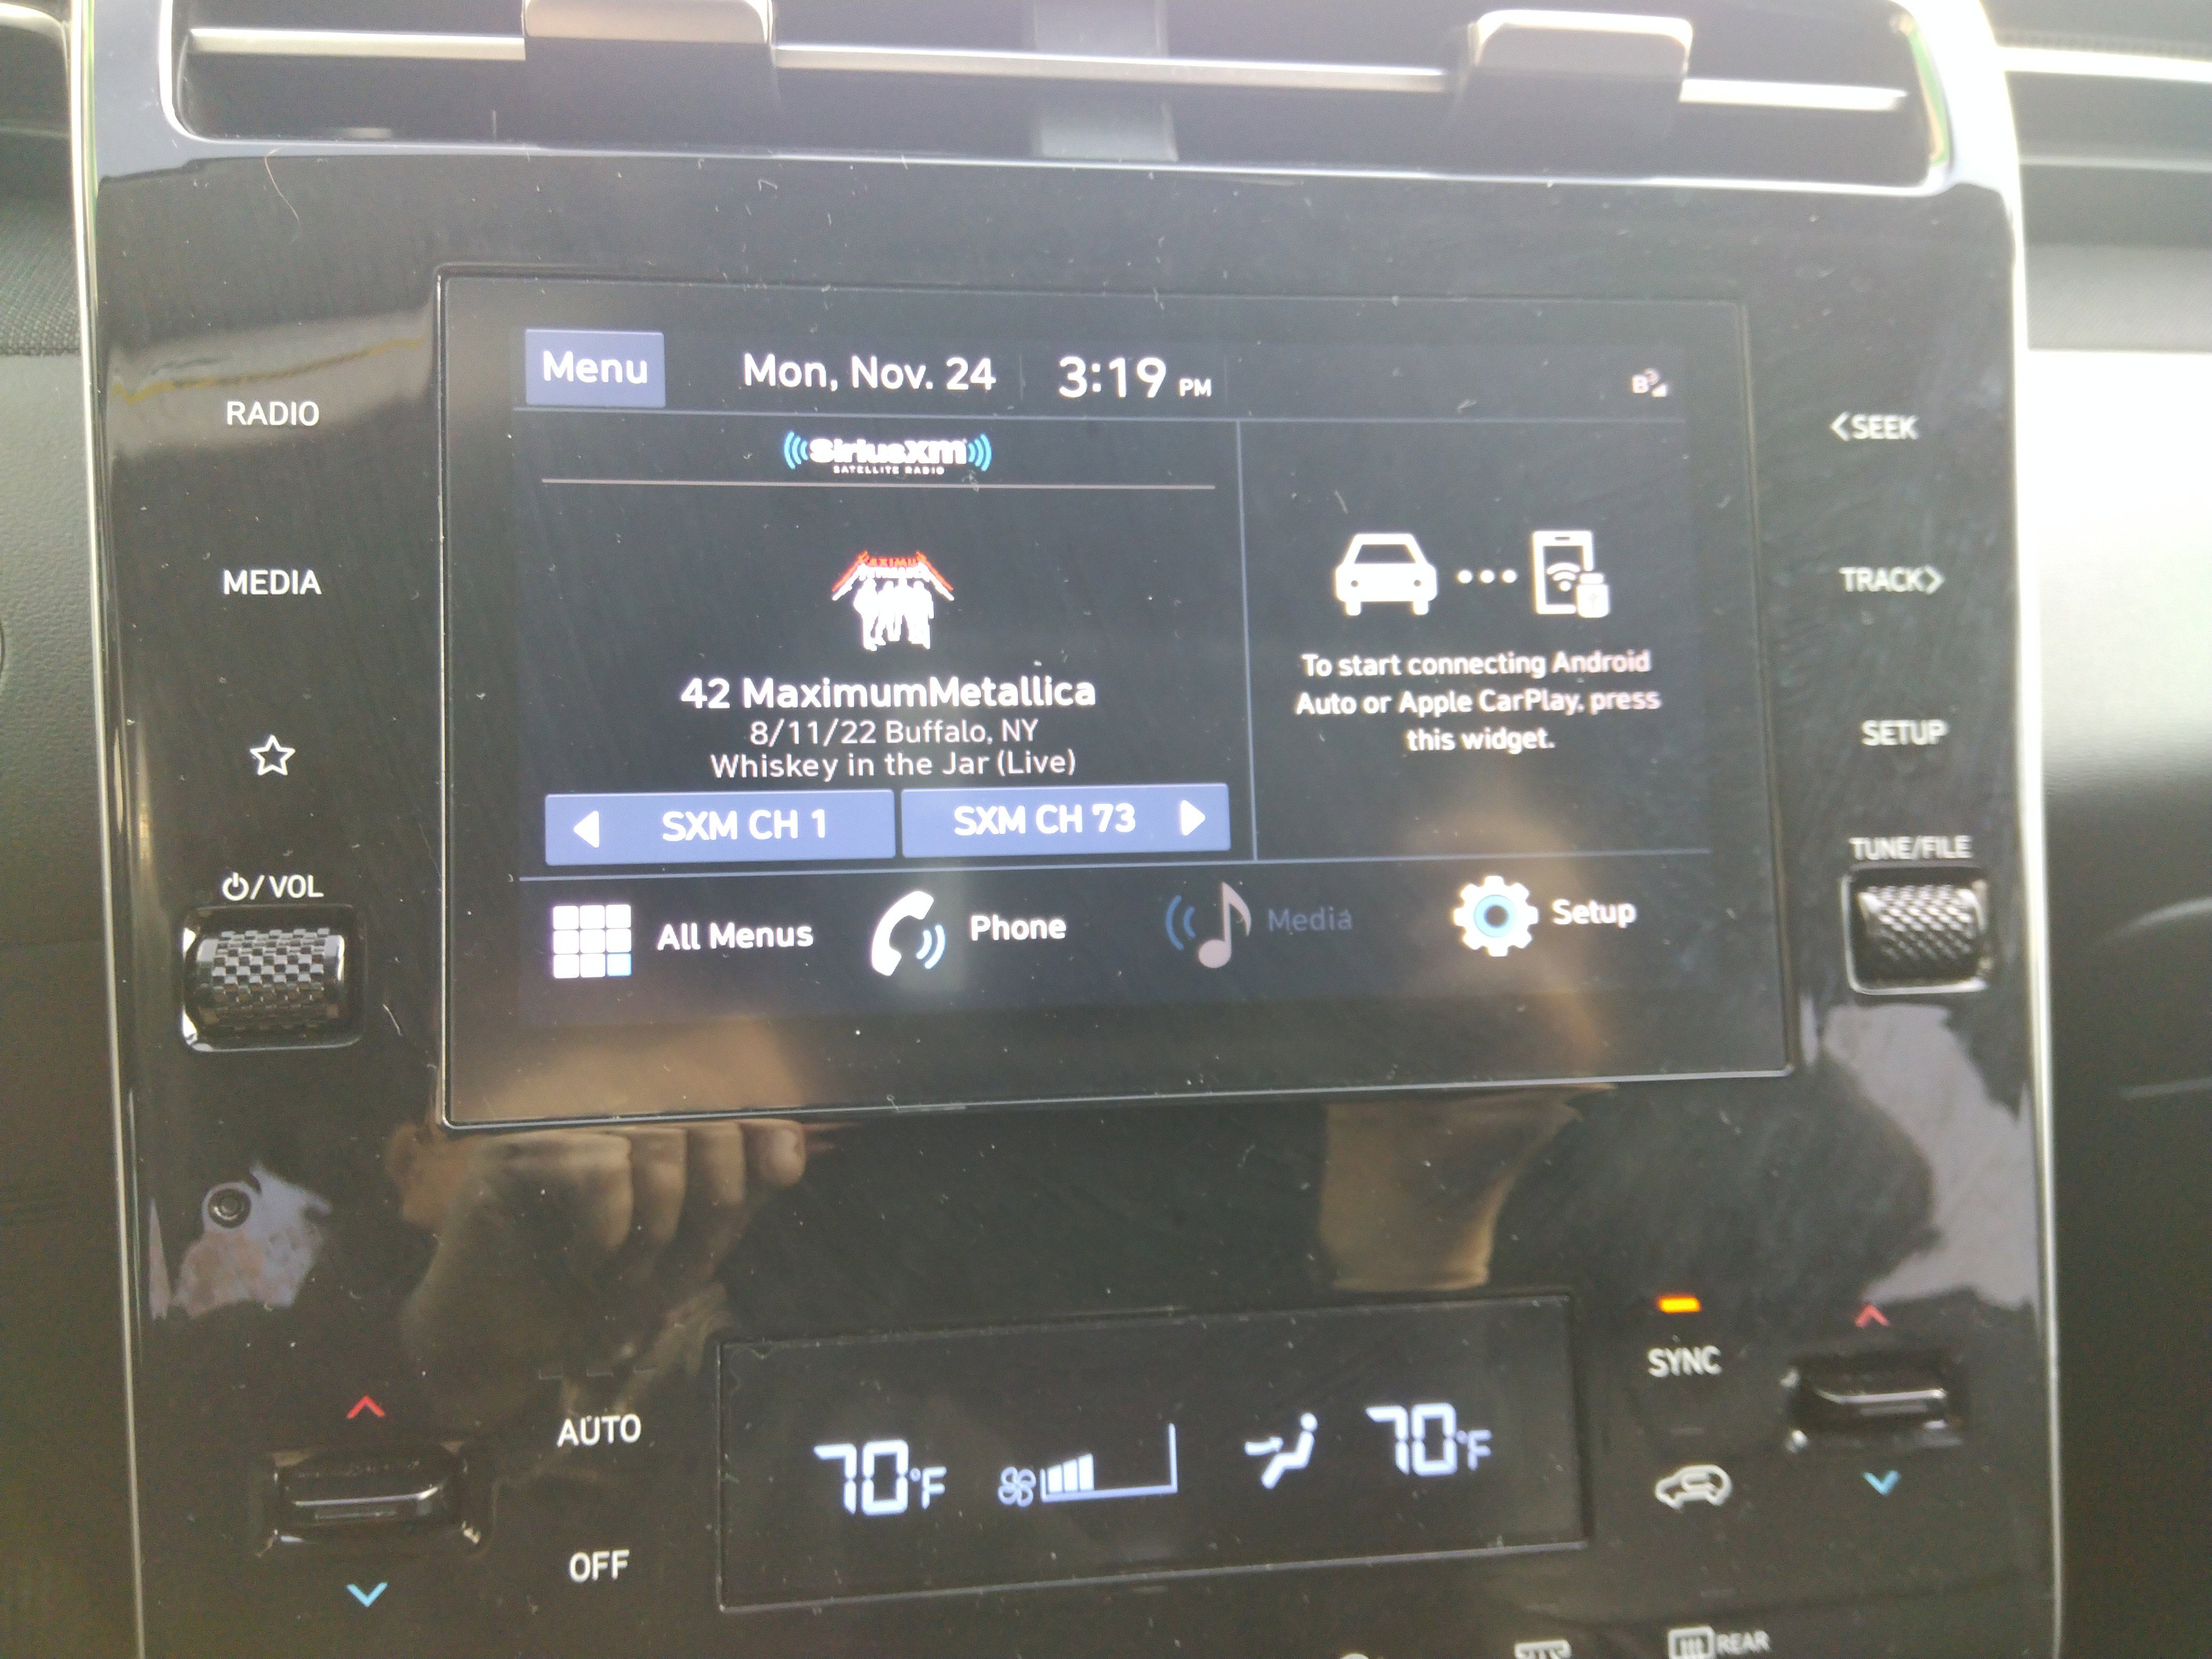 Menu
Mon, Nov. 24
3:19 PM
B
RADIO
<SEEK
SiriusXM
SATELLITE RADIO
MEDIA
TRACK>
MAXIMUM
42 MaximumMetallica
8/11/22 Buffalo, NY
Whiskey in the Jar (Live)
To start connecting Android
Auto or Apple CarPlay, press
this widget.
SETUP
SXM CH 1
SXM CH 73
/ VOL
TUNE/FILE
All Menus
Phone
Media
Setup
SYNC
AUTO
70°F
70°F
OFF
REAR